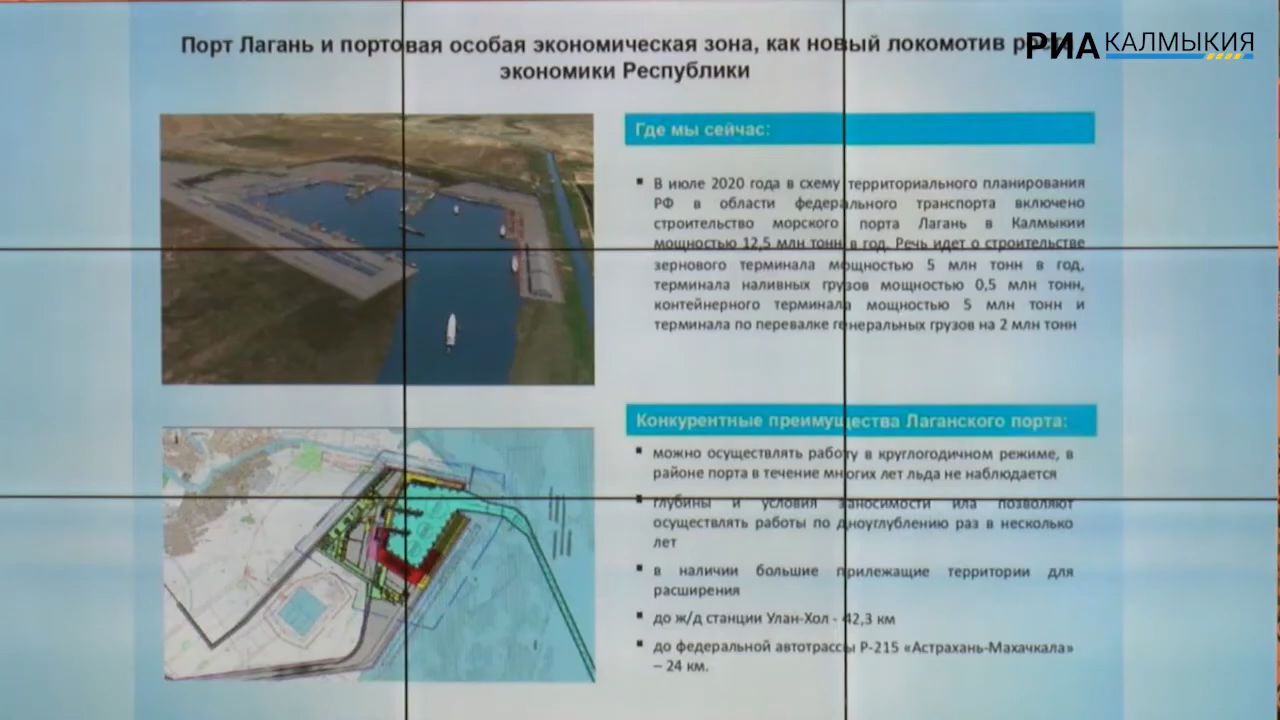 Порт Лагань и портовая особая экономическая зона, как новый локомотив
экономики Республики
РИА КАЛМЫКИЯ
Где мы сейчас:
▪ В июле 2020 года в схему территориального планирования
РФ в области федерального транспорта включено
строительство морского порта Лагань в Калмыкии
мощностью 12,5 млн тонн в год. Речь идет о строительстве
зернового терминала мощностью 5 млн тонн в год,
терминала наливных грузов мощностью 0,5 млн тонн,
контейнерного терминала мощностью 5 млн тонн и
терминала по перевалке генеральных грузов на 2 млн тонн
Конкурентные преимущества Лаганского порта:
▪ можно осуществлять работу в круглогодичном режиме, в
районе порта в течение многих лет льда не наблюдается
▪ глубины и условия заносимости ила позволяют
осуществлять работы по дноуглублению раз в несколько
лет
▪ в наличии большие прилежащие территории для
расширения
▪ до ж/д станции Улан-Хол - 42,3 км
▪ до федеральной автотрассы Р-215 «Астрахань-Махачкала»
– 24 км.